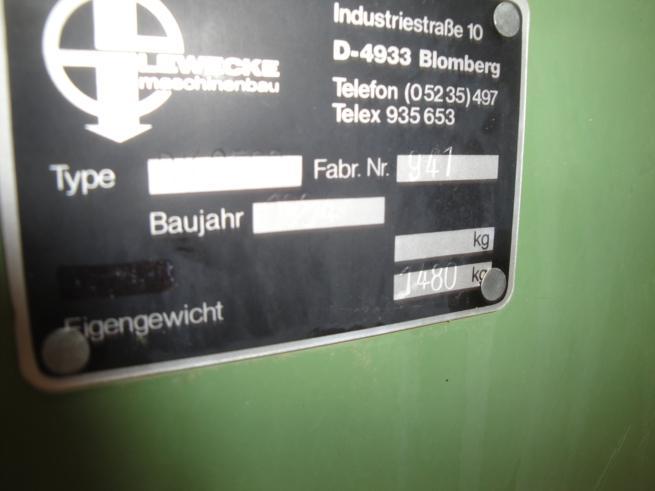 LEWECKE
maschinenbau
Industriestraße 10
D-4933 Blomberg
Telefon (05235) 497
Telex 935 653
Type Fabr. Nr. 941
Baujahr
kg
1480 kg
Eigengewicht